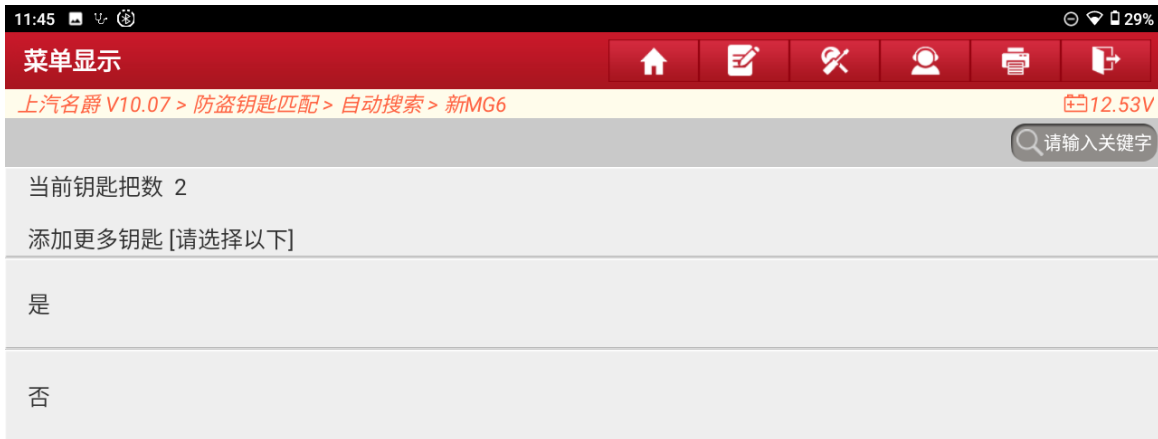 11:45 29%
菜单显示
上汽名爵 V10.07 > 防盗钥匙匹配 > 自动搜索 > 新MG6 12.53V
请输入关键字
当前钥匙把数 2
添加更多钥匙 [请选择以下]
是
否